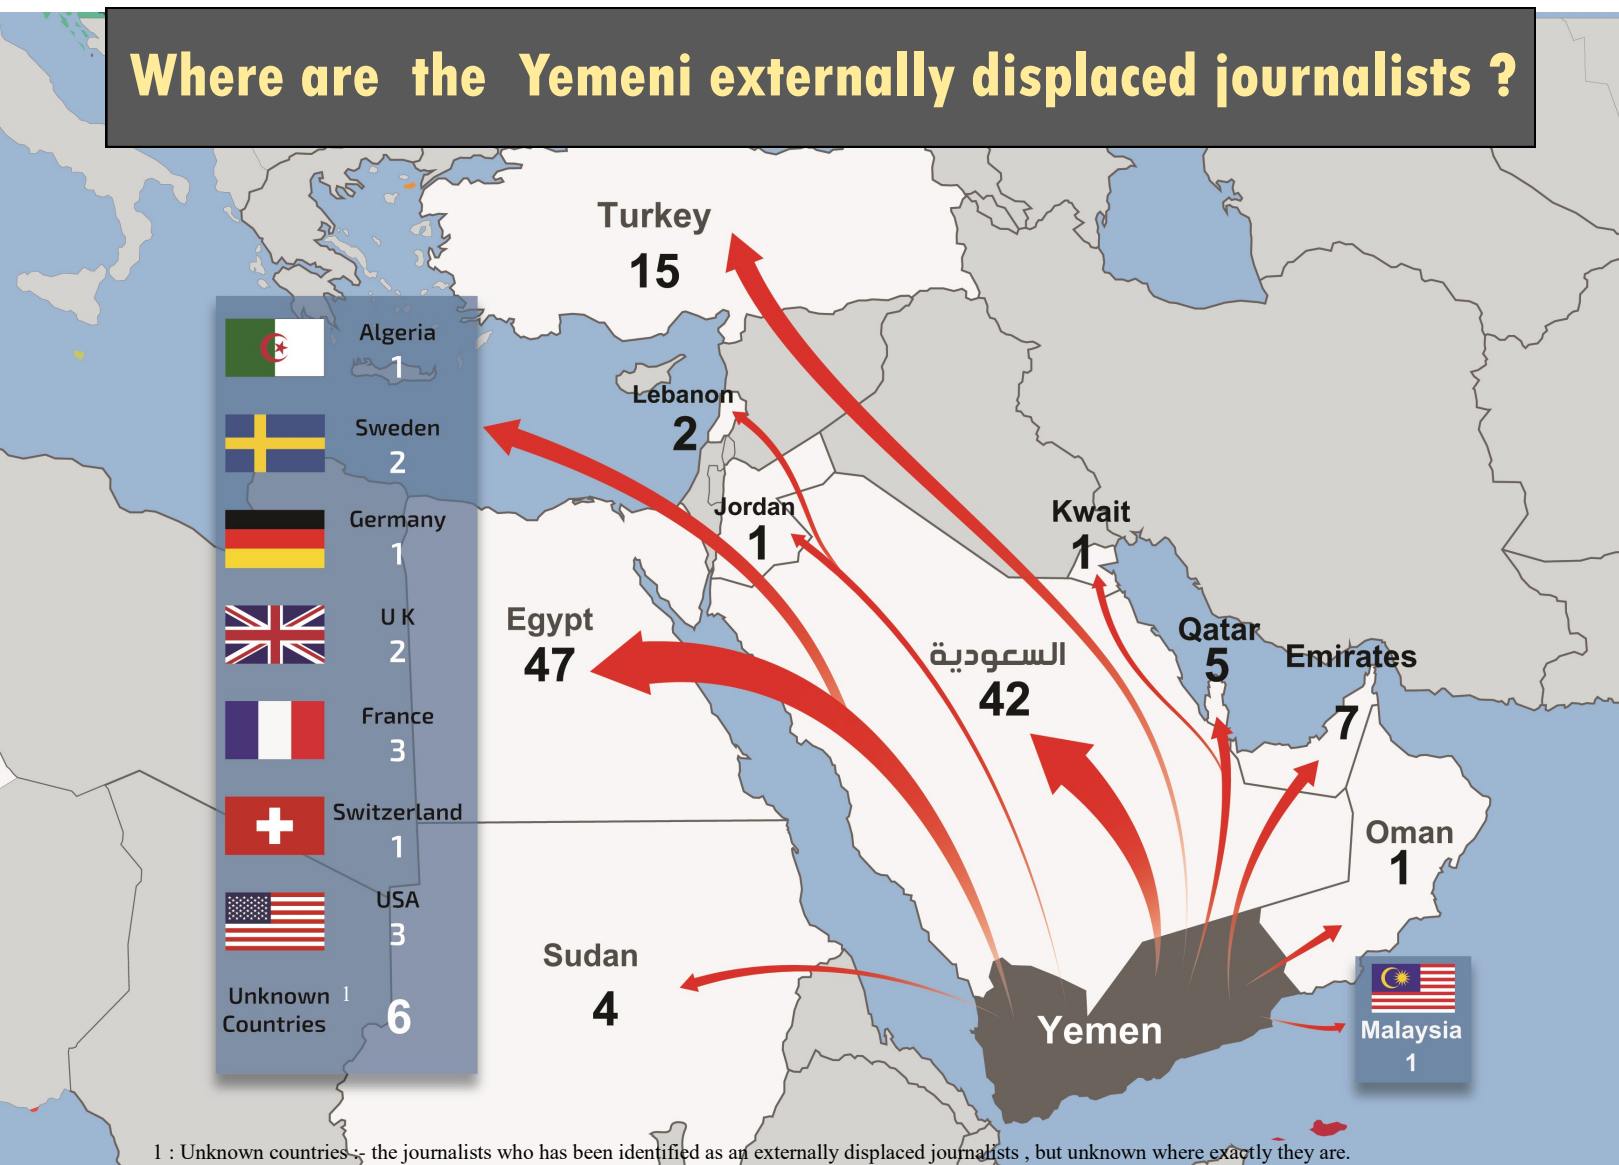 Where are the Yemeni externally displaced journalists ?
Turkey
15
Algeria
1
Sweden
2
Germany
1
U K
2
France
3
Switzerland
1
USA
3
Unknown 1
Countries
6
Lebanon
2
Jordan
1
Kwait
1
Egypt
47
السعودية
42
Qatar
5
Emirates
7
Oman
1
Sudan
4
Yemen
Malaysia
1
1 : Unknown countries :- the journalists who has been identified as an externally displaced journalists , but unknown where exactly they are.